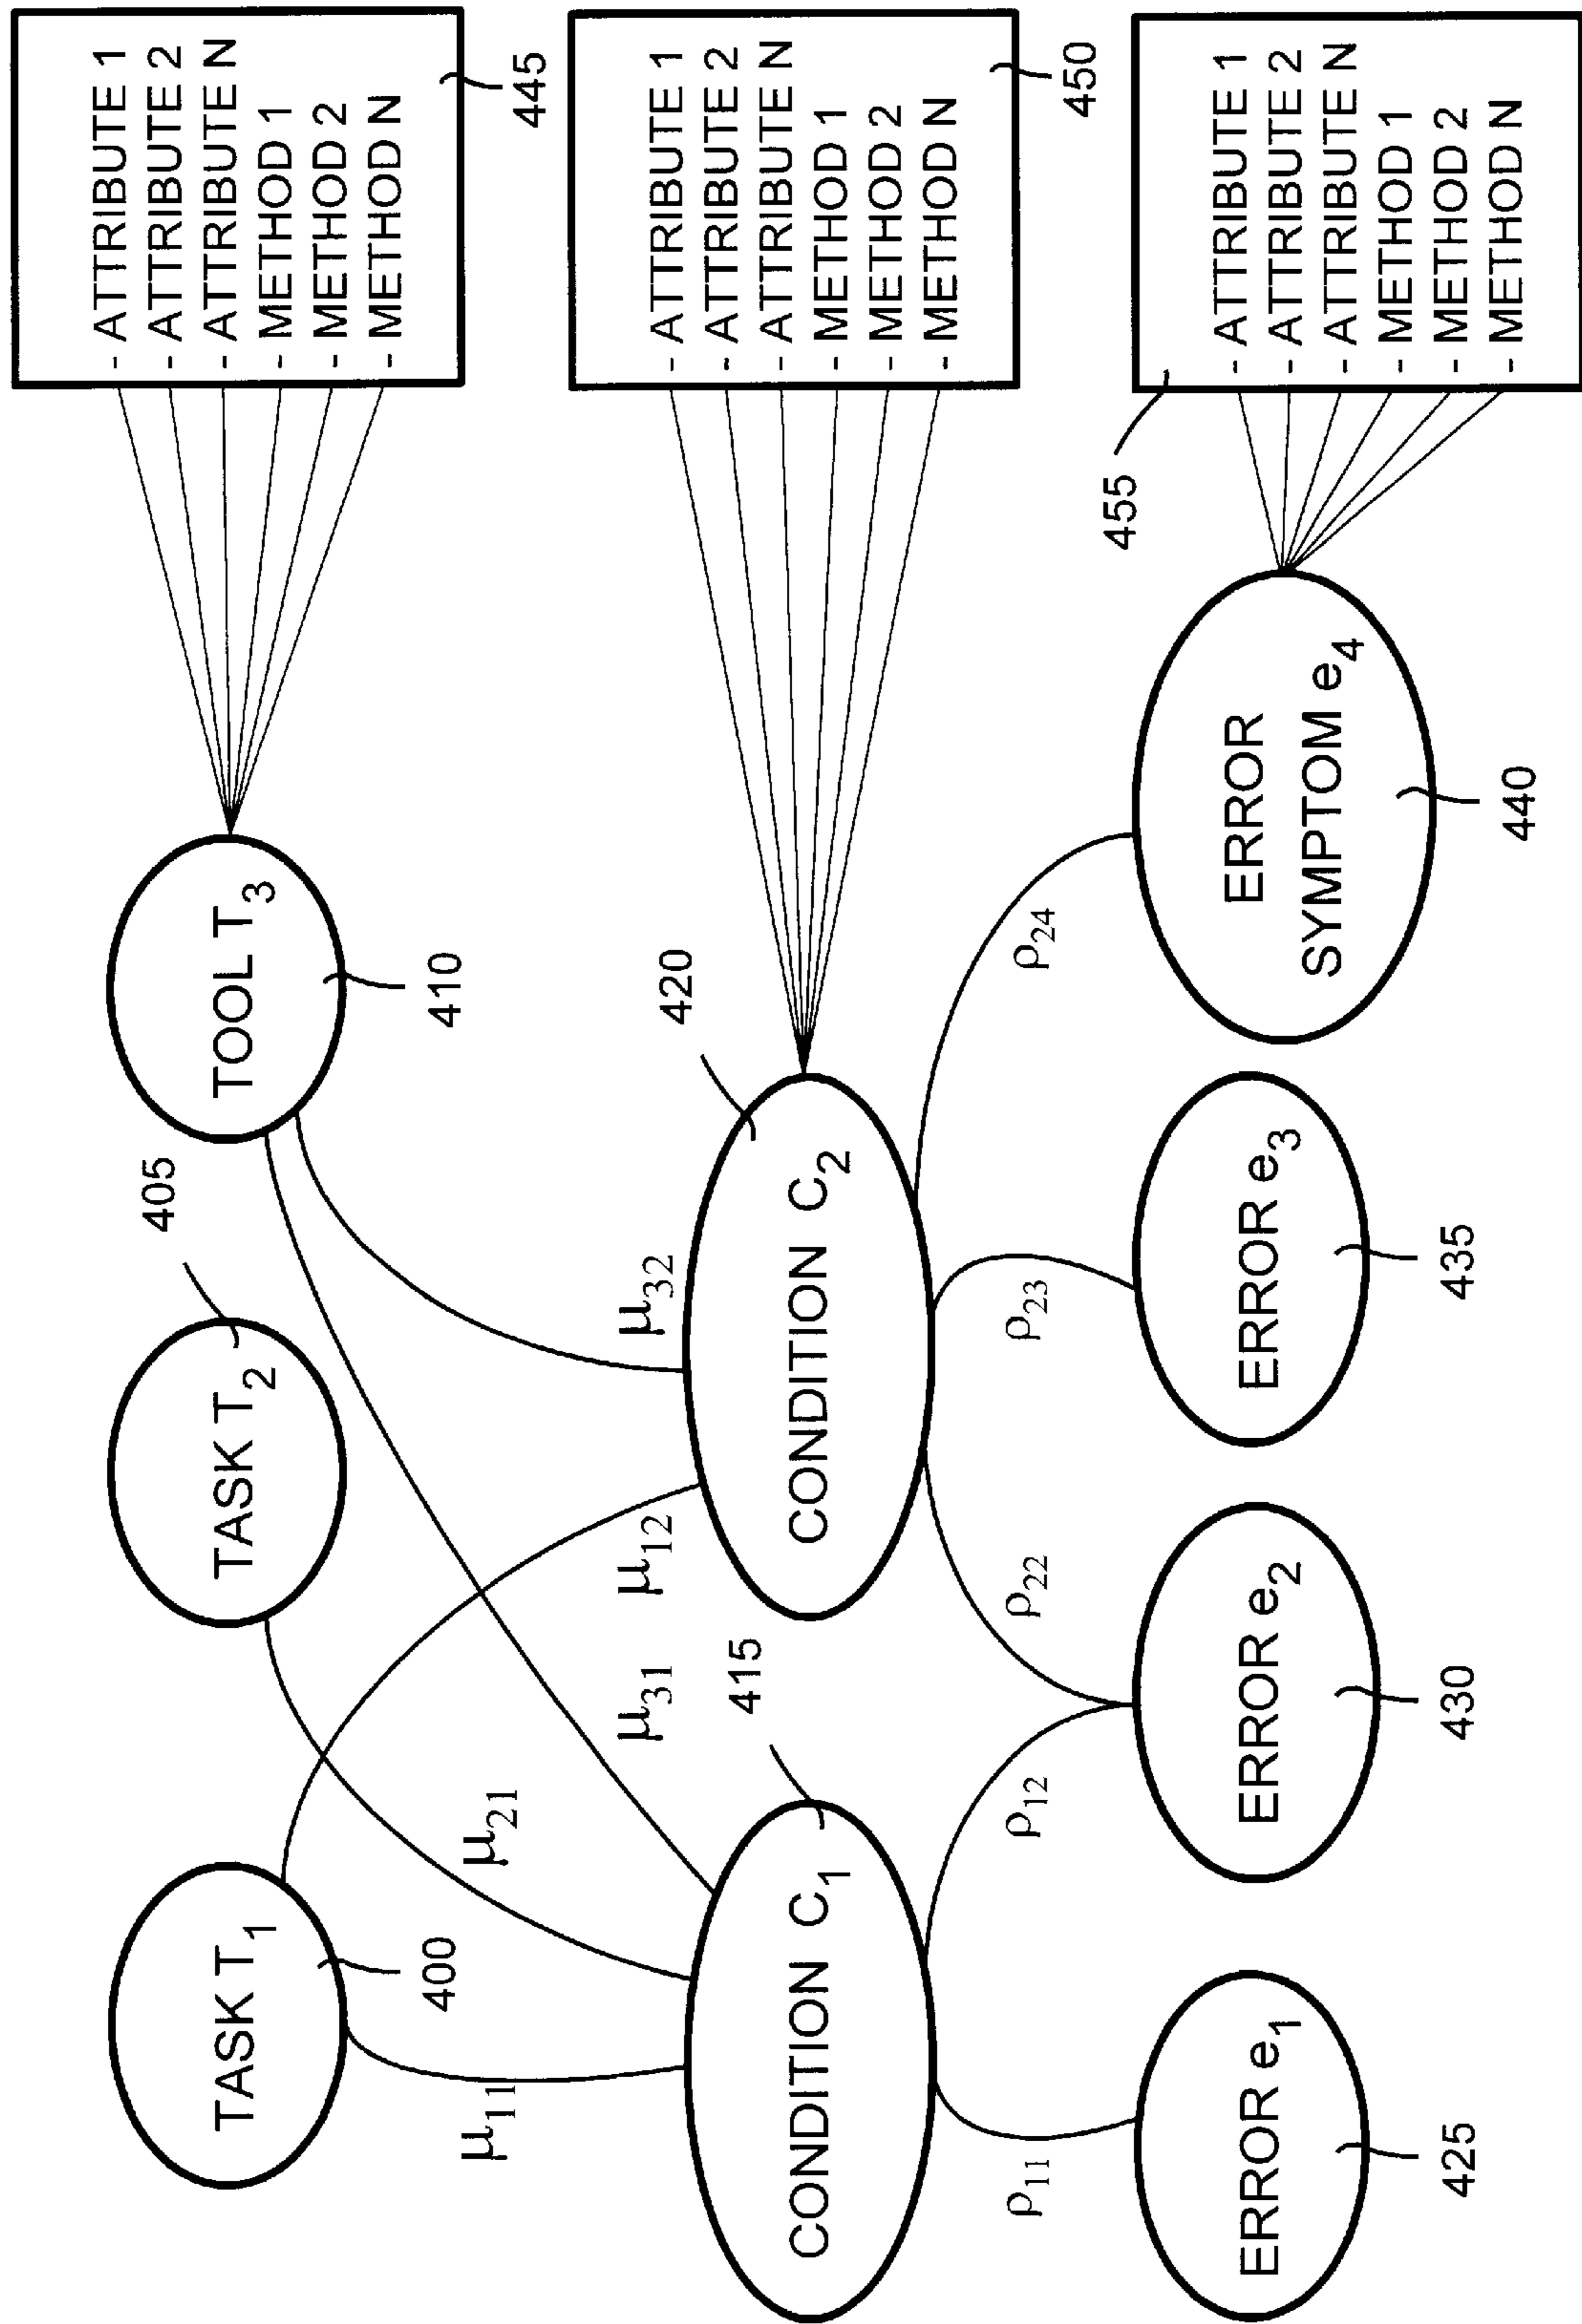 TASK T1
400
TASK T2
405
TOOL T3
410
- ATTRIBUTE 1
- ATTRIBUTE 2
- ATTRIBUTE N
- METHOD 1
- METHOD 2
- METHOD N
445
μ11
μ21
μ31
μ12
μ32
CONDITION C1
415
CONDITION C2
420
- ATTRIBUTE 1
- ATTRIBUTE 2
- ATTRIBUTE N
- METHOD 1
- METHOD 2
- METHOD N
450
ρ11
ρ12
ρ22
ρ23
ρ24
ERROR e1
425
ERROR e2
430
ERROR e3
435
ERROR
SYMPTOM e4
440
455
- ATTRIBUTE 1
- ATTRIBUTE 2
- ATTRIBUTE N
- METHOD 1
- METHOD 2
- METHOD N